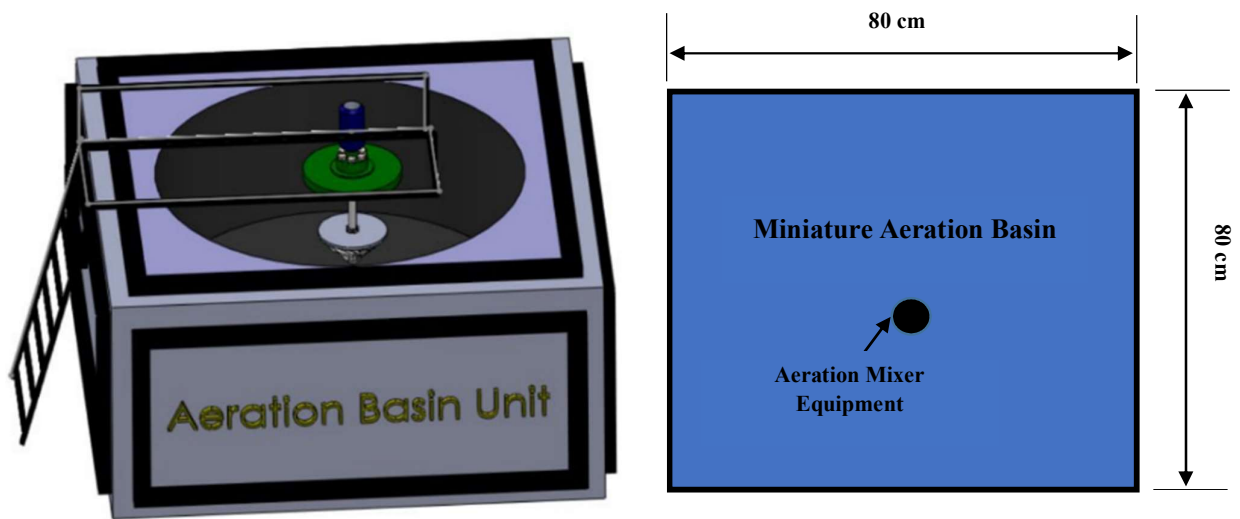 Aeration Basin Unit
80 cm
Miniature Aeration Basin
80 cm
Aeration Mixer
Equipment